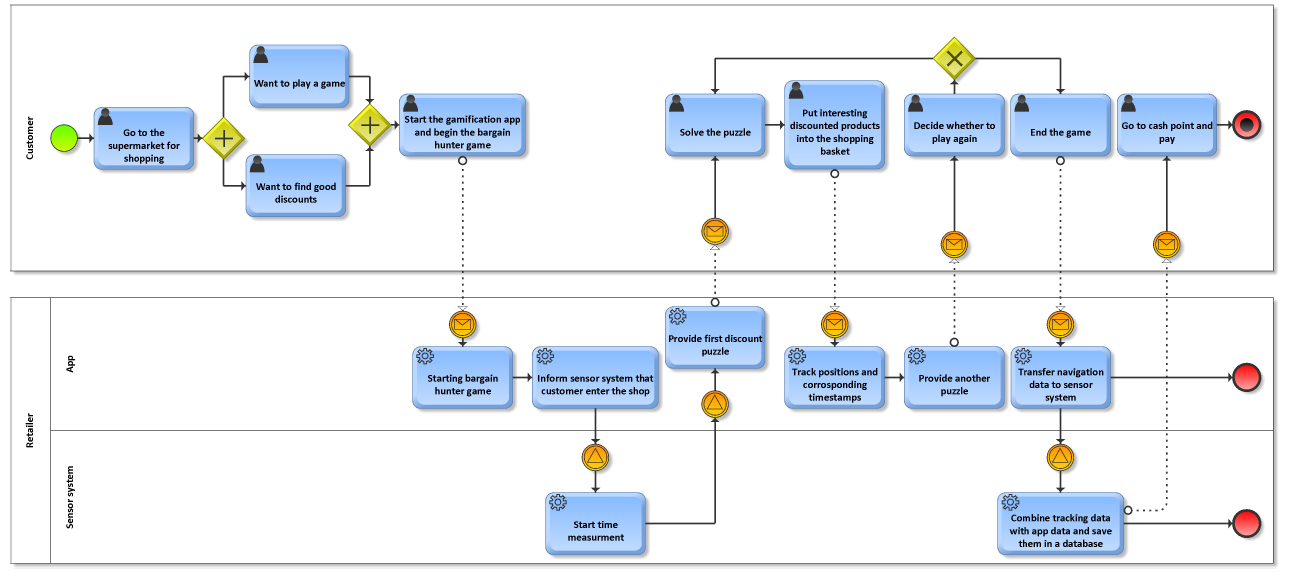 Customer
Go to the
supermarket for
shopping
Want to play a game
Want to find good
discounts
Start the gamification app
and begin the bargain
hunter game
Solve the puzzle
Put interesting
discounted products
into the shopping
basket
Decide whether to
play again
End the game
Go to cash point and
pay
Retailer
App
Starting bargain
hunter game
Inform sensor system that
customer enter the shop
Provide first discount
puzzle
Track positions and
corrosponding
timestamps
Provide another
puzzle
Transfer navigation
data to sensor
system
Sensor system
Start time
measurment
Combine tracking data
with app data and save
them in a database